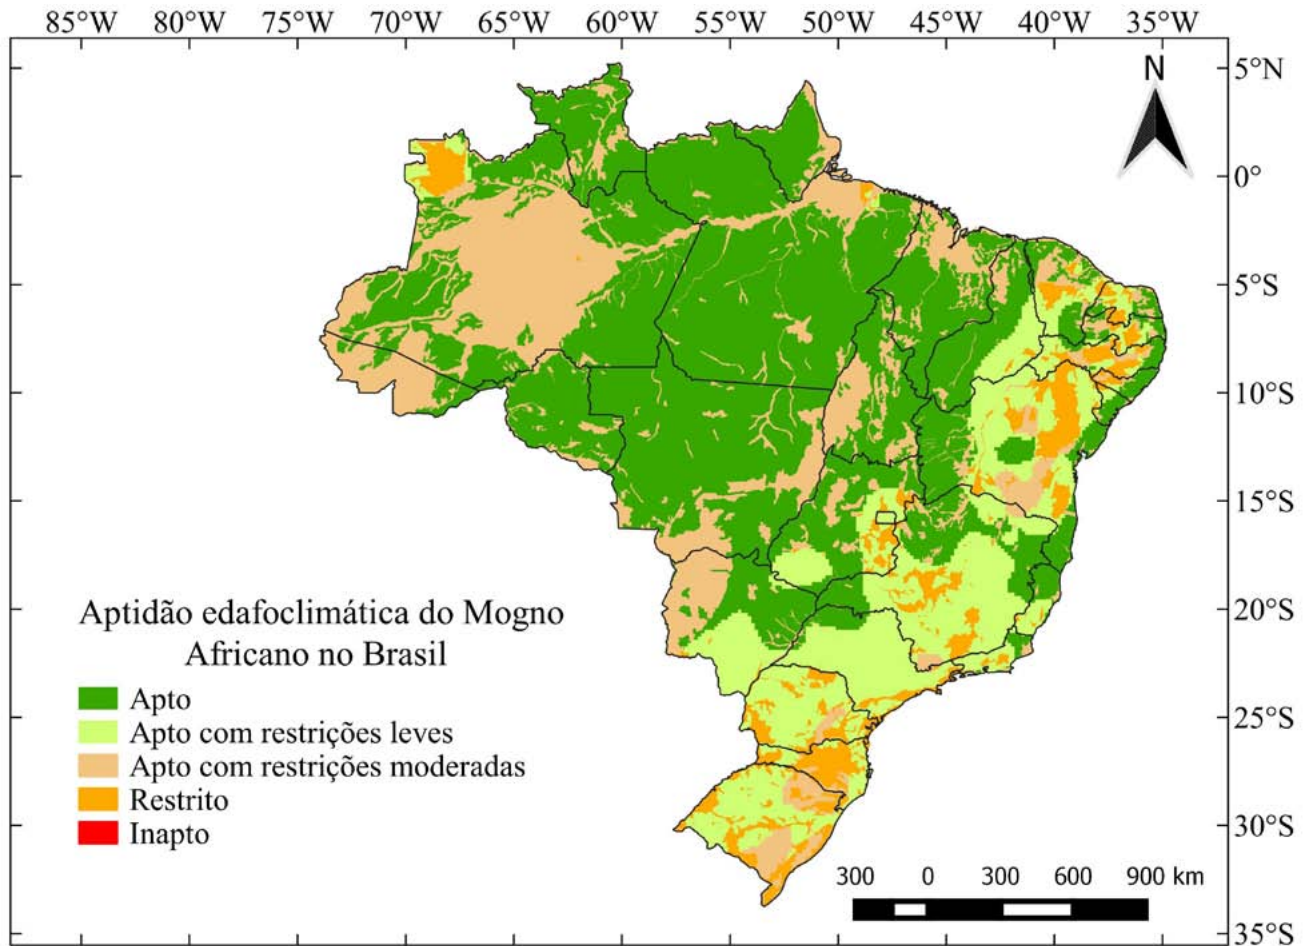 85°W 80°W 75°W 70°W 65°W 60°W 55°W 50°W 45°W 40°W 35°W
N
5°N
0°
5°S
10°S
15°S
20°S
25°S
30°S
35°S
Aptidão edafoclimática do Mogno
Africano no Brasil
Apto
Apto com restrições leves
Apto com restrições moderadas
Restrito
Inapto
300 0 300 600 900 km